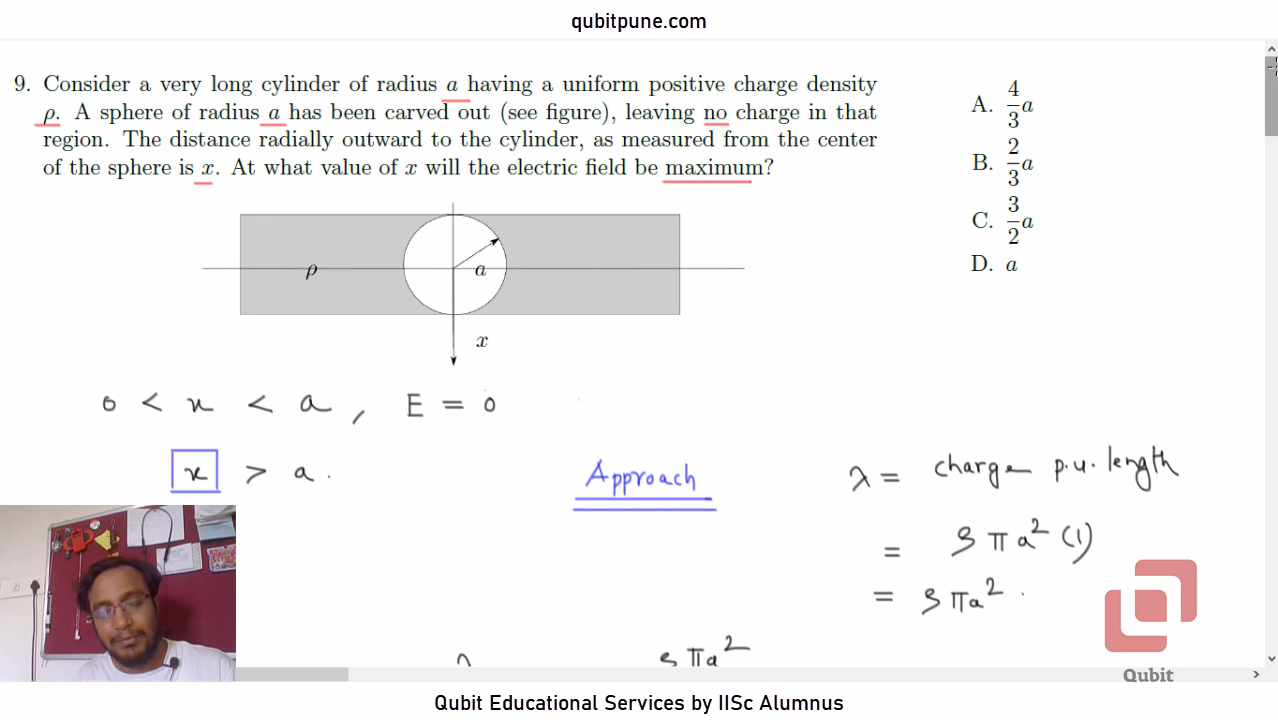 qubitpune.com
9. Consider a very long cylinder of radius a having a uniform positive charge density
ρ. A sphere of radius a has been carved out (see figure), leaving no charge in that
region. The distance radially outward to the cylinder, as measured from the center
of the sphere is x. At what value of x will the electric field be maximum?
A. 4/3 a
B. 2/3 a
C. 3/2 a
D. a
ρ
a
x
0 < x < a, E = 0
x > a.
Approach
λ = charge p.u. length
= ρ π a² (1)
= ρ π a².
ρ π a²
Qubit
Qubit Educational Services by IISc Alumnus